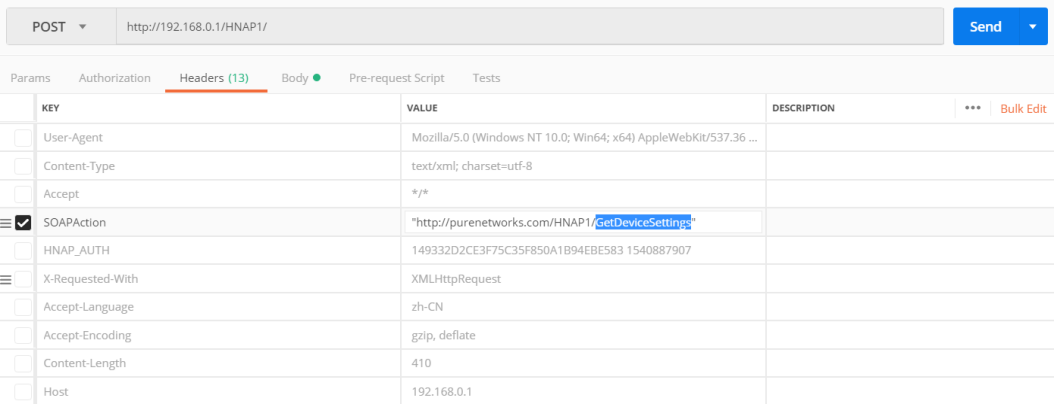 POST http://192.168.0.1/HNAP1/ Send
Params Authorization Headers (13) Body Pre-request Script Tests
KEY VALUE DESCRIPTION ••• Bulk Edit
User-Agent Mozilla/5.0 (Windows NT 10.0; Win64; x64) AppleWebKit/537.36 ...
Content-Type text/xml; charset=utf-8
Accept */*
SOAPAction "http://purenetworks.com/HNAP1/GetDeviceSettings"
HNAP_AUTH 149332D2CE3F75C35F850A1B94EBE583 1540887907
X-Requested-With XMLHttpRequest
Accept-Language zh-CN
Accept-Encoding gzip, deflate
Content-Length 410
Host 192.168.0.1